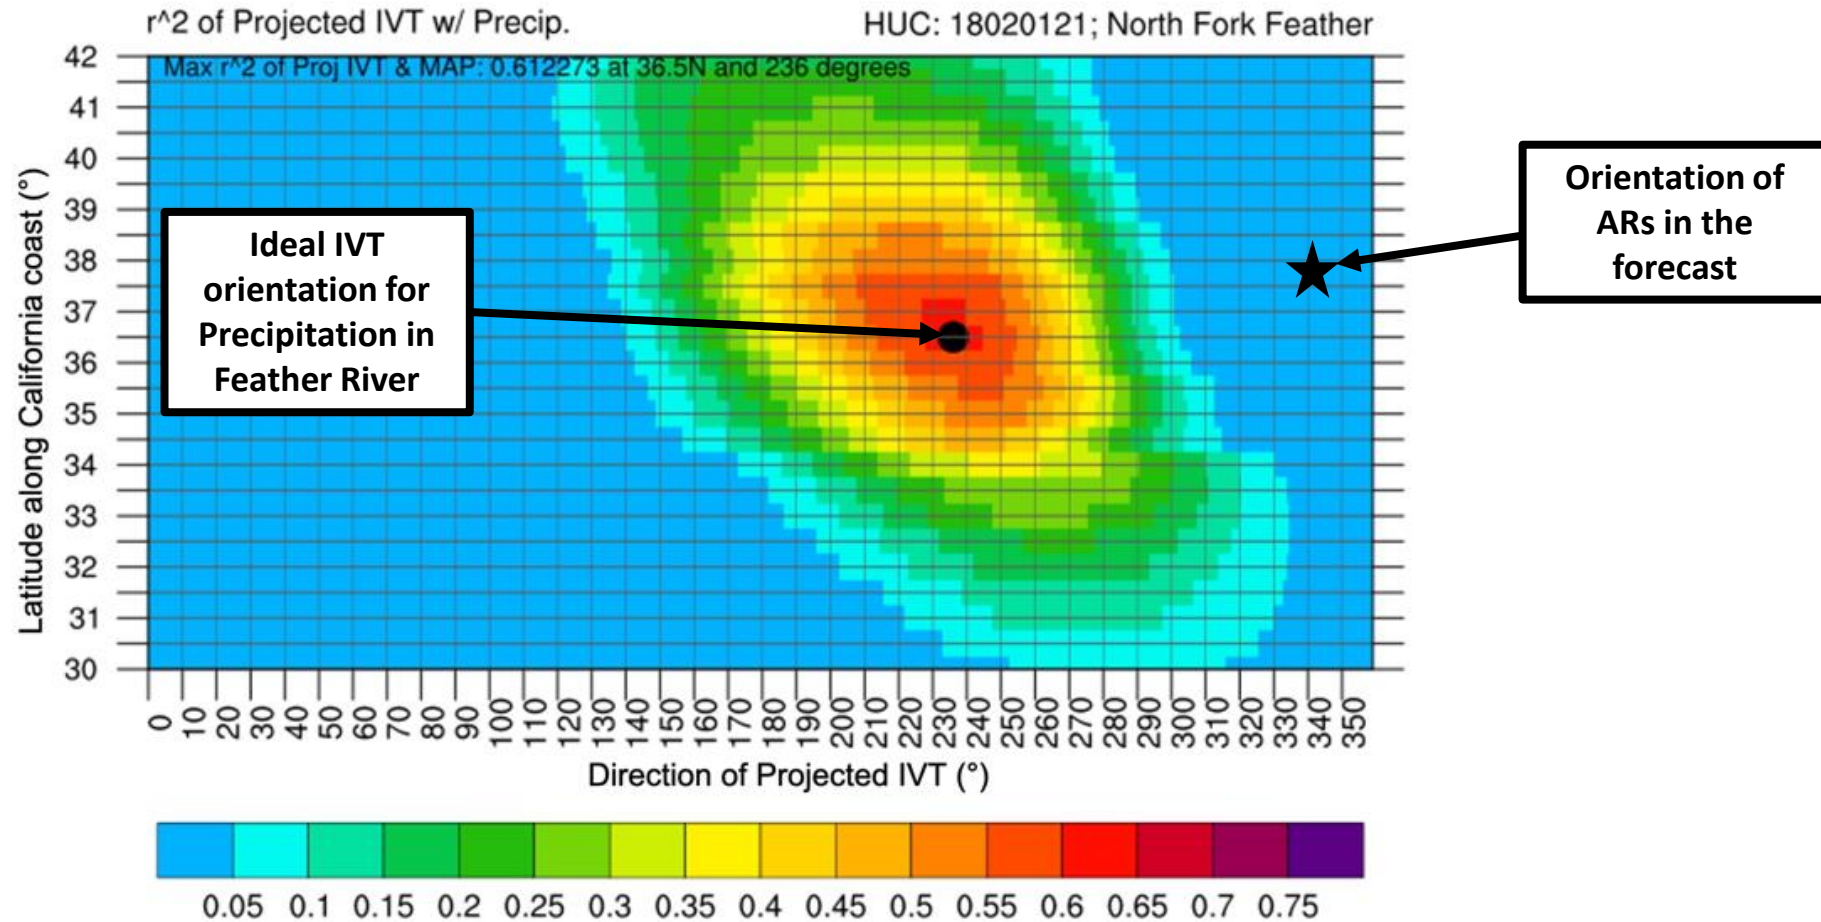 r^2 of Projected IVT w/ Precip.
HUC: 18020121; North Fork Feather
Max r^2 of Proj IVT & MAP: 0.612273 at 36.5N and 236 degrees
42
41
40
39
38
37
36
35
34
33
32
31
30
Latitude along California coast (°)
Ideal IVT
orientation for
Precipitation in
Feather River
Orientation of
ARs in the
forecast
0 10 20 30 40 50 60 70 80 90 100 110 120 130 140 150 160 170 180 190 200 210 220 230 240 250 260 270 280 290 300 310 320 330 340 350
Direction of Projected IVT (°)
0.05 0.1 0.15 0.2 0.25 0.3 0.35 0.4 0.45 0.5 0.55 0.6 0.65 0.7 0.75